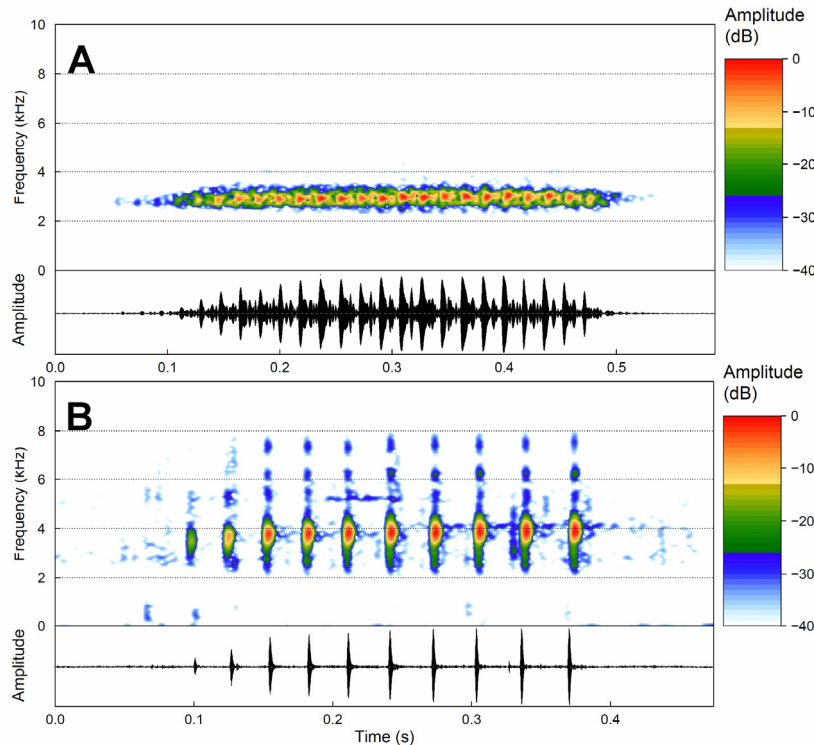 A
Frequency (kHz)
10
8
6
4
2
0
Amplitude
0.0 0.1 0.2 0.3 0.4 0.5
Amplitude
(dB)
0
−10
−20
−30
−40
B
Frequency (kHz)
10
8
6
4
2
0
Amplitude
0.0 0.1 0.2 0.3 0.4
Time (s)
Amplitude
(dB)
0
−10
−20
−30
−40